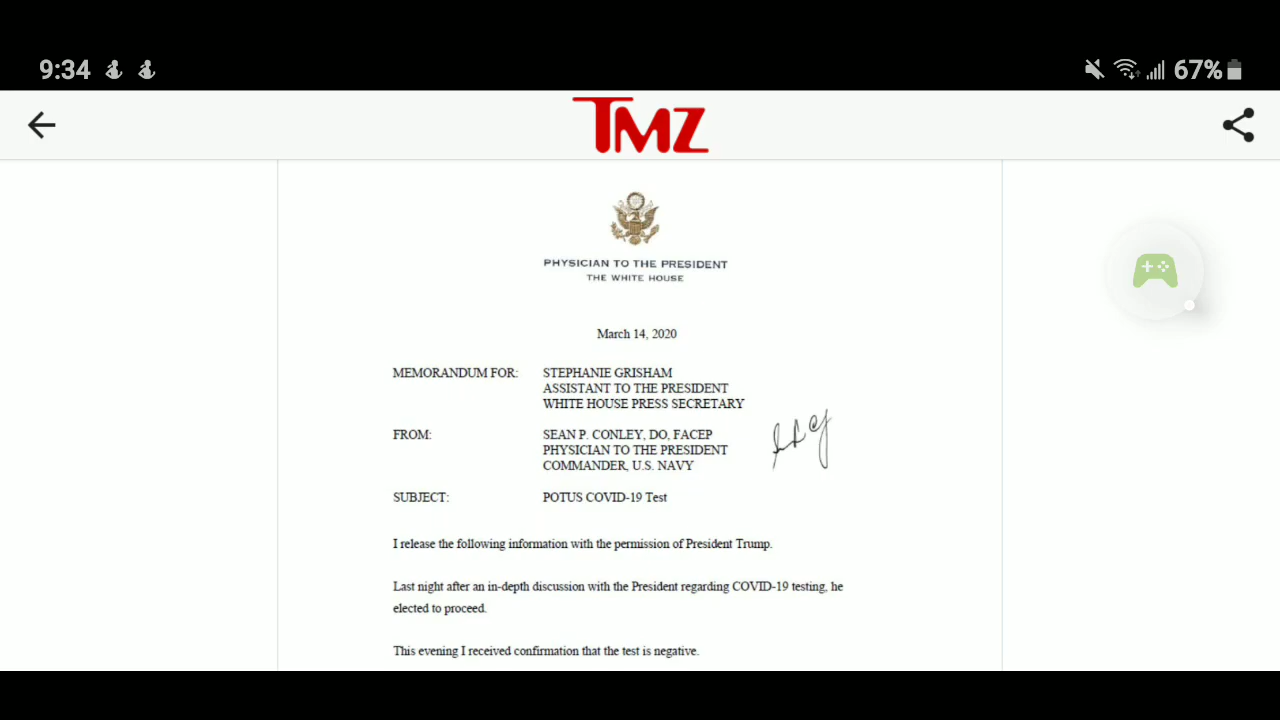 9:34
67%
TMZ
PHYSICIAN TO THE PRESIDENT
THE WHITE HOUSE
March 14, 2020
MEMORANDUM FOR: STEPHANIE GRISHAM
ASSISTANT TO THE PRESIDENT
WHITE HOUSE PRESS SECRETARY
FROM: SEAN P. CONLEY, DO, FACEP
PHYSICIAN TO THE PRESIDENT
COMMANDER, U.S. NAVY
SUBJECT: POTUS COVID-19 Test
I release the following information with the permission of President Trump.
Last night after an in-depth discussion with the President regarding COVID-19 testing, he
elected to proceed.
This evening I received confirmation that the test is negative.